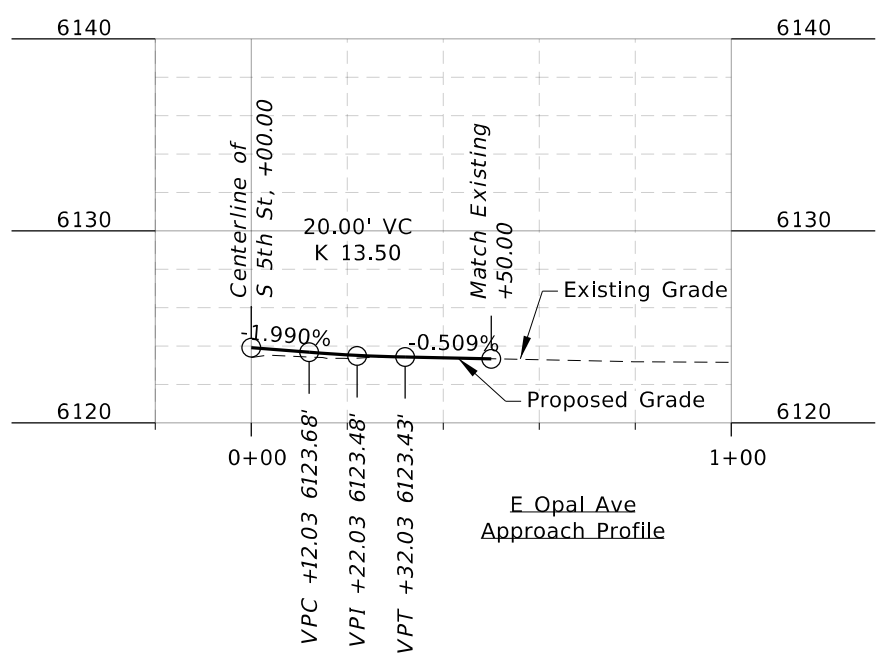 6140
6140
Centerline of
S 5th St, +00.00
Match Existing
+50.00
6130
6130
20.00' VC
K 13.50
Existing Grade
-1.990%
-0.509%
Proposed Grade
6120
6120
0+00
1+00
VPC +12.03 6123.68'
VPI +22.03 6123.48'
VPT +32.03 6123.43'
E Opal Ave
Approach Profile